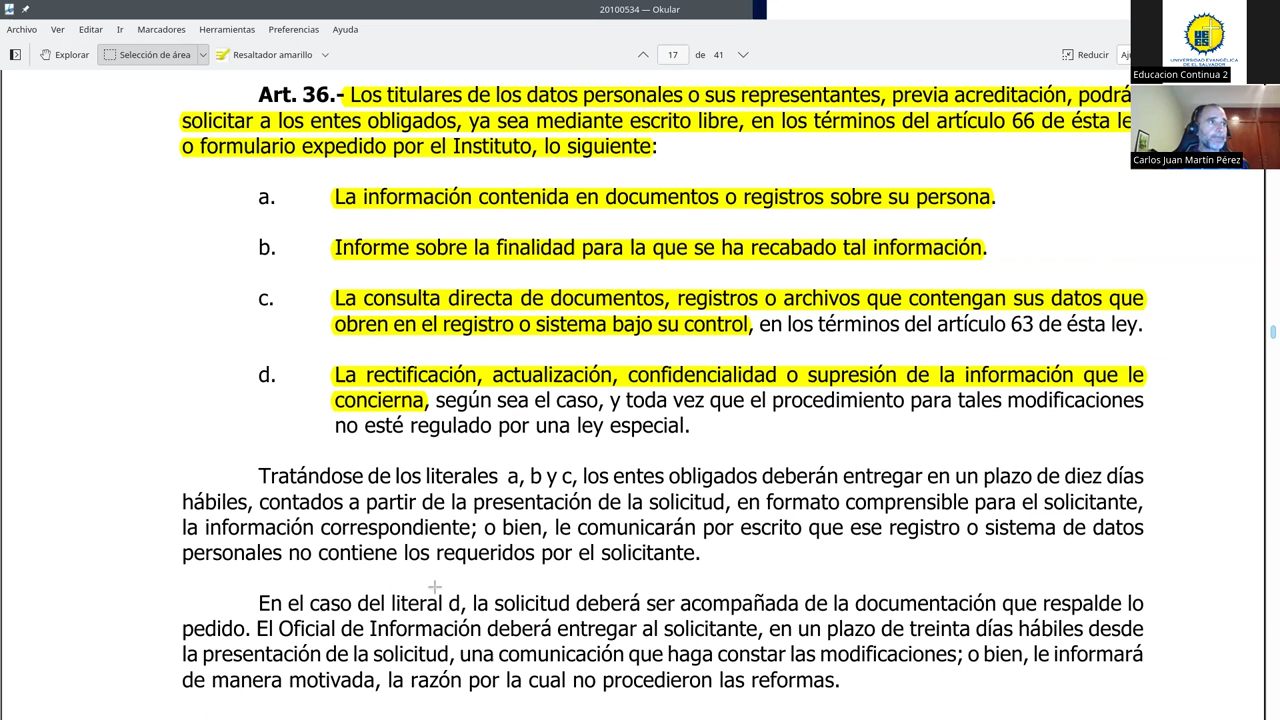 20100534 — Okular
Archivo Ver Editar Ir Marcadores Herramientas Preferencias Ayuda
Explorar Selección de área Resaltador amarillo 17 de 41 Reducir
UNIVERSIDAD EVANGÉLICA
DE EL SALVADOR
Educacion Continua 2
Carlos Juan Martín Pérez
Art. 36.- Los titulares de los datos personales o sus representantes, previa acreditación,
solicitar a los entes obligados, ya sea mediante escrito libre, en los términos del artículo 66 de ésta
o formulario expedido por el Instituto, lo siguiente:
a. La información contenida en documentos o registros sobre su persona.
b. Informe sobre la finalidad para la que se ha recabado tal información.
c. La consulta directa de documentos, registros o archivos que contengan sus datos que
obren en el registro o sistema bajo su control, en los términos del artículo 63 de ésta ley.
d. La rectificación, actualización, confidencialidad o supresión de la información que le
concierna, según sea el caso, y toda vez que el procedimiento para tales modificaciones
no esté regulado por una ley especial.
Tratándose de los literales a, b y c, los entes obligados deberán entregar en un plazo de diez días
hábiles, contados a partir de la presentación de la solicitud, en formato comprensible para el solicitante,
la información correspondiente; o bien, le comunicarán por escrito que ese registro o sistema de datos
personales no contiene los requeridos por el solicitante.
En el caso del literal d, la solicitud deberá ser acompañada de la documentación que respalde lo
pedido. El Oficial de Información deberá entregar al solicitante, en un plazo de treinta días hábiles desde
la presentación de la solicitud, una comunicación que haga constar las modificaciones; o bien, le informará
de manera motivada, la razón por la cual no procedieron las reformas.